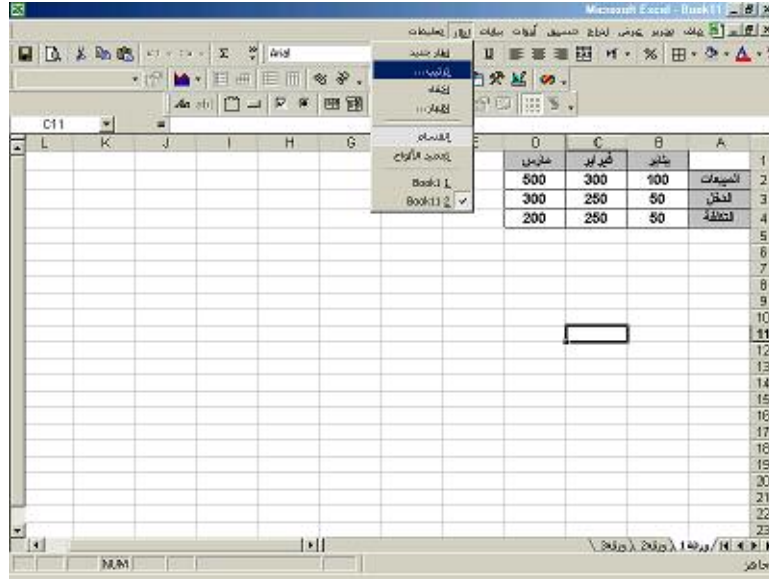 Microsoft Excel - Book11
ملف تحرير عرض إدراج تنسيق أدوات بيانات إطار تعليمات
Arial
إطار جديد
ترتيب...
إخفاء
إظهار...
انقسام
تجميد الألواح
Book1 1
Book11 2
C11 =
A B C D E G H I J K L
1 يناير فبراير مارس
2 المبيعات 100 300 500
3 الدخل 50 250 300
4 التكلفة 50 250 200
5
6
7
8
9
10
11
12
13
14
15
16
17
18
19
20
21
22
23
ورقة1 ورقة2 ورقة3
جاهز NUM